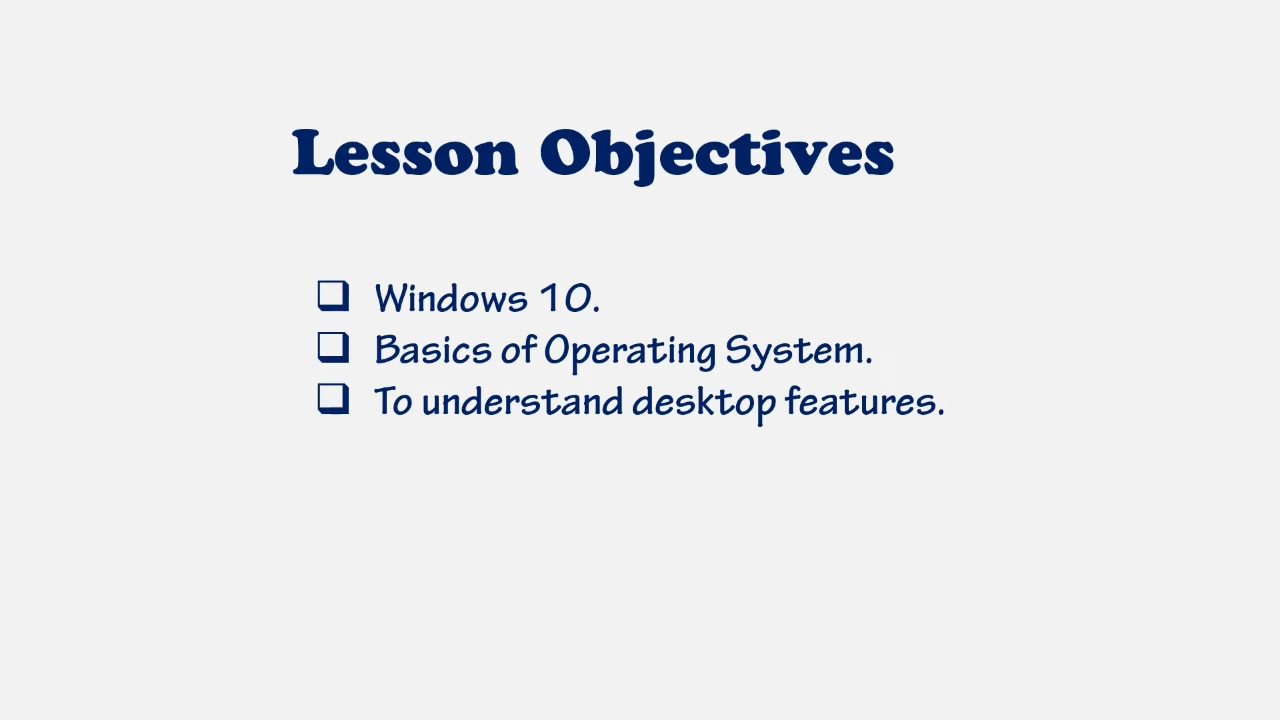 Lesson Objectives
❑ Windows 10.
❑ Basics of Operating System.
❑ To understand desktop features.